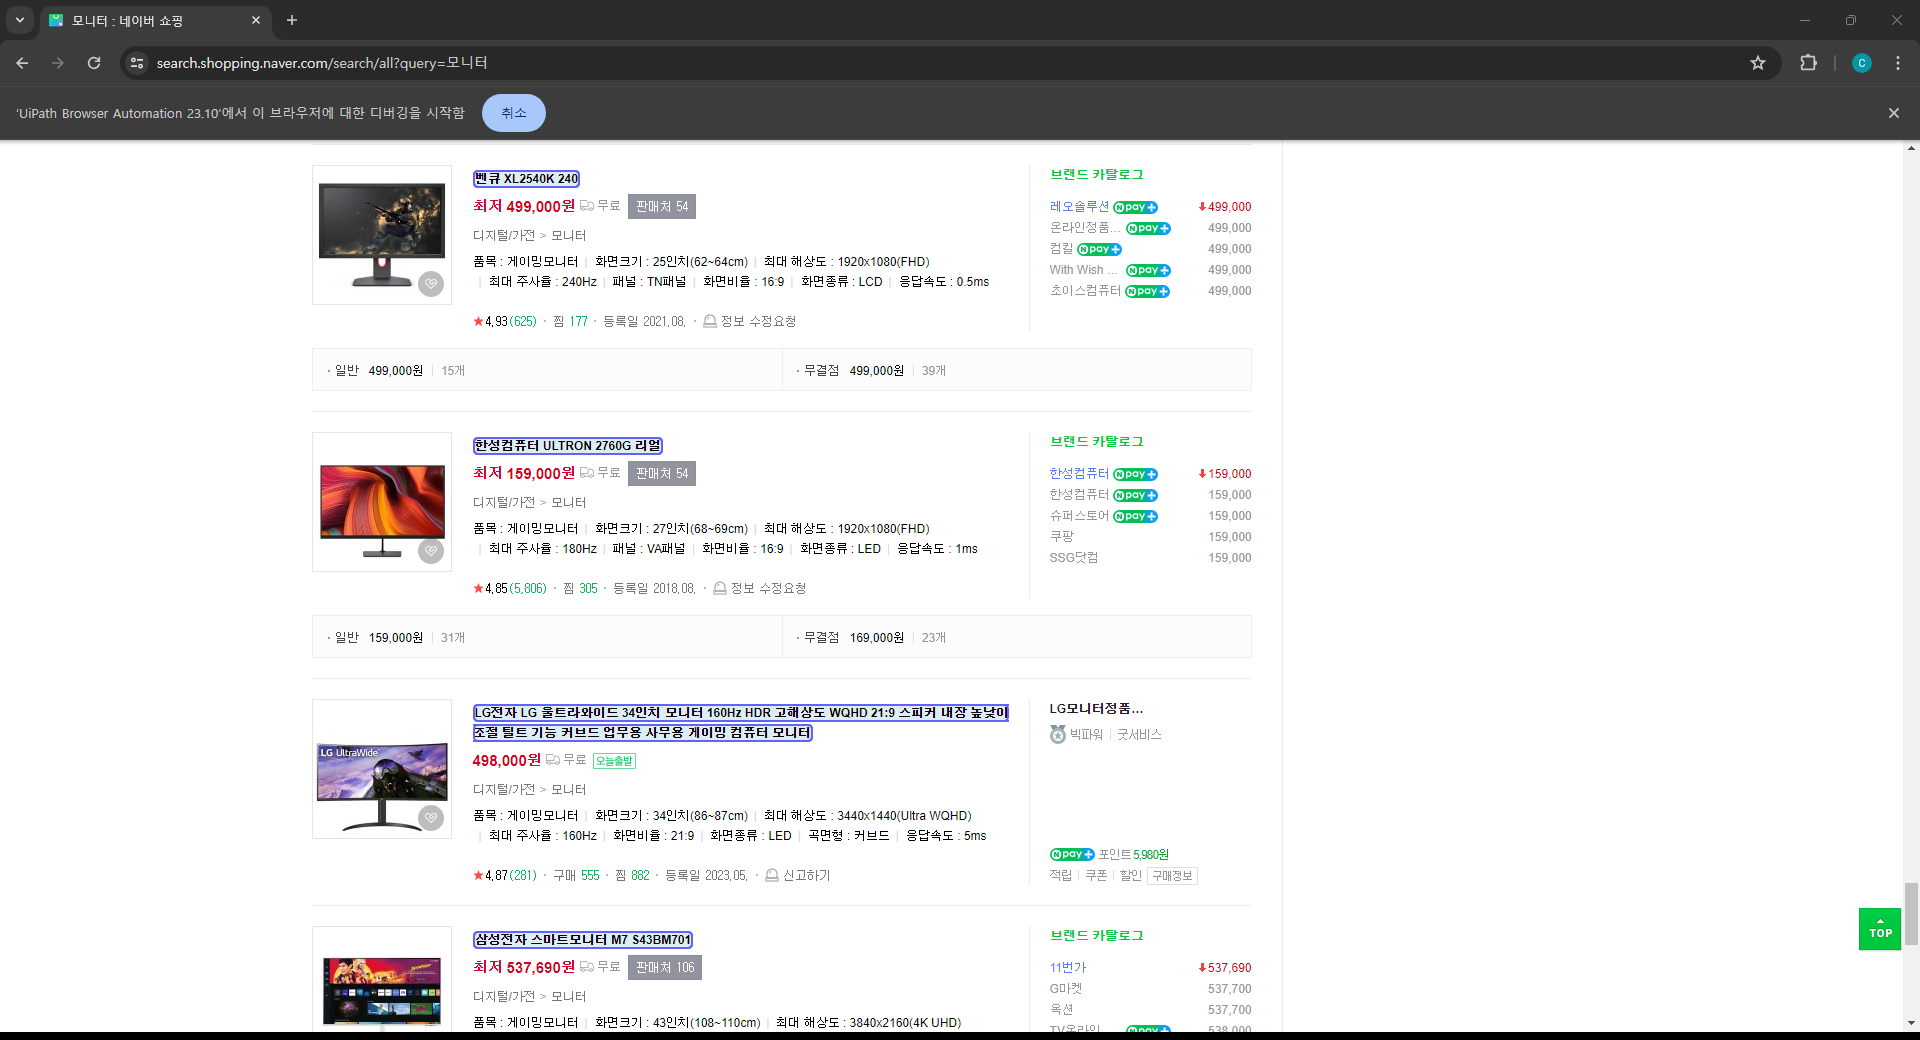 모니터 : 네이버 쇼핑
search.shopping.naver.com/search/all?query=모니터
C
'UiPath Browser Automation 23.10'에서 이 브라우저에 대한 디버깅을 시작함
취소
벤큐 XL2540K 240
최저 499,000원 무료 판매처 54
디지털/가전 > 모니터
품목 : 게이밍모니터 | 화면크기 : 25인치(62~64cm) | 최대 해상도 : 1920x1080(FHD)
| 최대 주사율 : 240Hz | 패널 : TN패널 | 화면비율 : 16:9 | 화면종류 : LCD | 응답속도 : 0.5ms
★4.93(625) · 찜 177 · 등록일 2021.08. · 정보 수정요청
브랜드 카탈로그
레오솔루션 N pay+ 499,000
온라인정품... N pay+ 499,000
컴킬 N pay+ 499,000
With Wish ... N pay+ 499,000
초이스컴퓨터 N pay+ 499,000
· 일반 499,000원 | 15개
· 무결점 499,000원 | 39개
한성컴퓨터 ULTRON 2760G 리얼
최저 159,000원 무료 판매처 54
디지털/가전 > 모니터
품목 : 게이밍모니터 | 화면크기 : 27인치(68~69cm) | 최대 해상도 : 1920x1080(FHD)
| 최대 주사율 : 180Hz | 패널 : VA패널 | 화면비율 : 16:9 | 화면종류 : LED | 응답속도 : 1ms
★4.85(5,806) · 찜 305 · 등록일 2018.08. · 정보 수정요청
브랜드 카탈로그
한성컴퓨터 N pay+ 159,000
한성컴퓨터 N pay+ 159,000
슈퍼스토어 N pay+ 159,000
쿠팡 159,000
SSG닷컴 159,000
· 일반 159,000원 | 31개
· 무결점 169,000원 | 23개
LG UltraWide
LG전자 LG 울트라와이드 34인치 모니터 160Hz HDR 고해상도 WQHD 21:9 스피커 내장 높낮이
조절 틸트 기능 커브드 업무용 사무용 게이밍 컴퓨터 모니터
498,000원 무료 오늘출발
디지털/가전 > 모니터
품목 : 게이밍모니터 | 화면크기 : 34인치(86~87cm) | 최대 해상도 : 3440x1440(Ultra WQHD)
| 최대 주사율 : 160Hz | 화면비율 : 21:9 | 화면종류 : LED | 곡면형 : 커브드 | 응답속도 : 5ms
★4.87(281) · 구매 555 · 찜 882 · 등록일 2023.05. · 신고하기
LG모니터정품...
빅파워 | 굿서비스
N pay+ 포인트 5,980원
적립 | 쿠폰 | 할인 구매정보
삼성전자 스마트모니터 M7 S43BM701
최저 537,690원 무료 판매처 106
디지털/가전 > 모니터
품목 : 게이밍모니터 | 화면크기 : 43인치(108~110cm) | 최대 해상도 : 3840x2160(4K UHD)
브랜드 카탈로그
11번가 537,690
G마켓 537,700
옥션 537,700
TV온라인 N pay+ 538,000
TOP